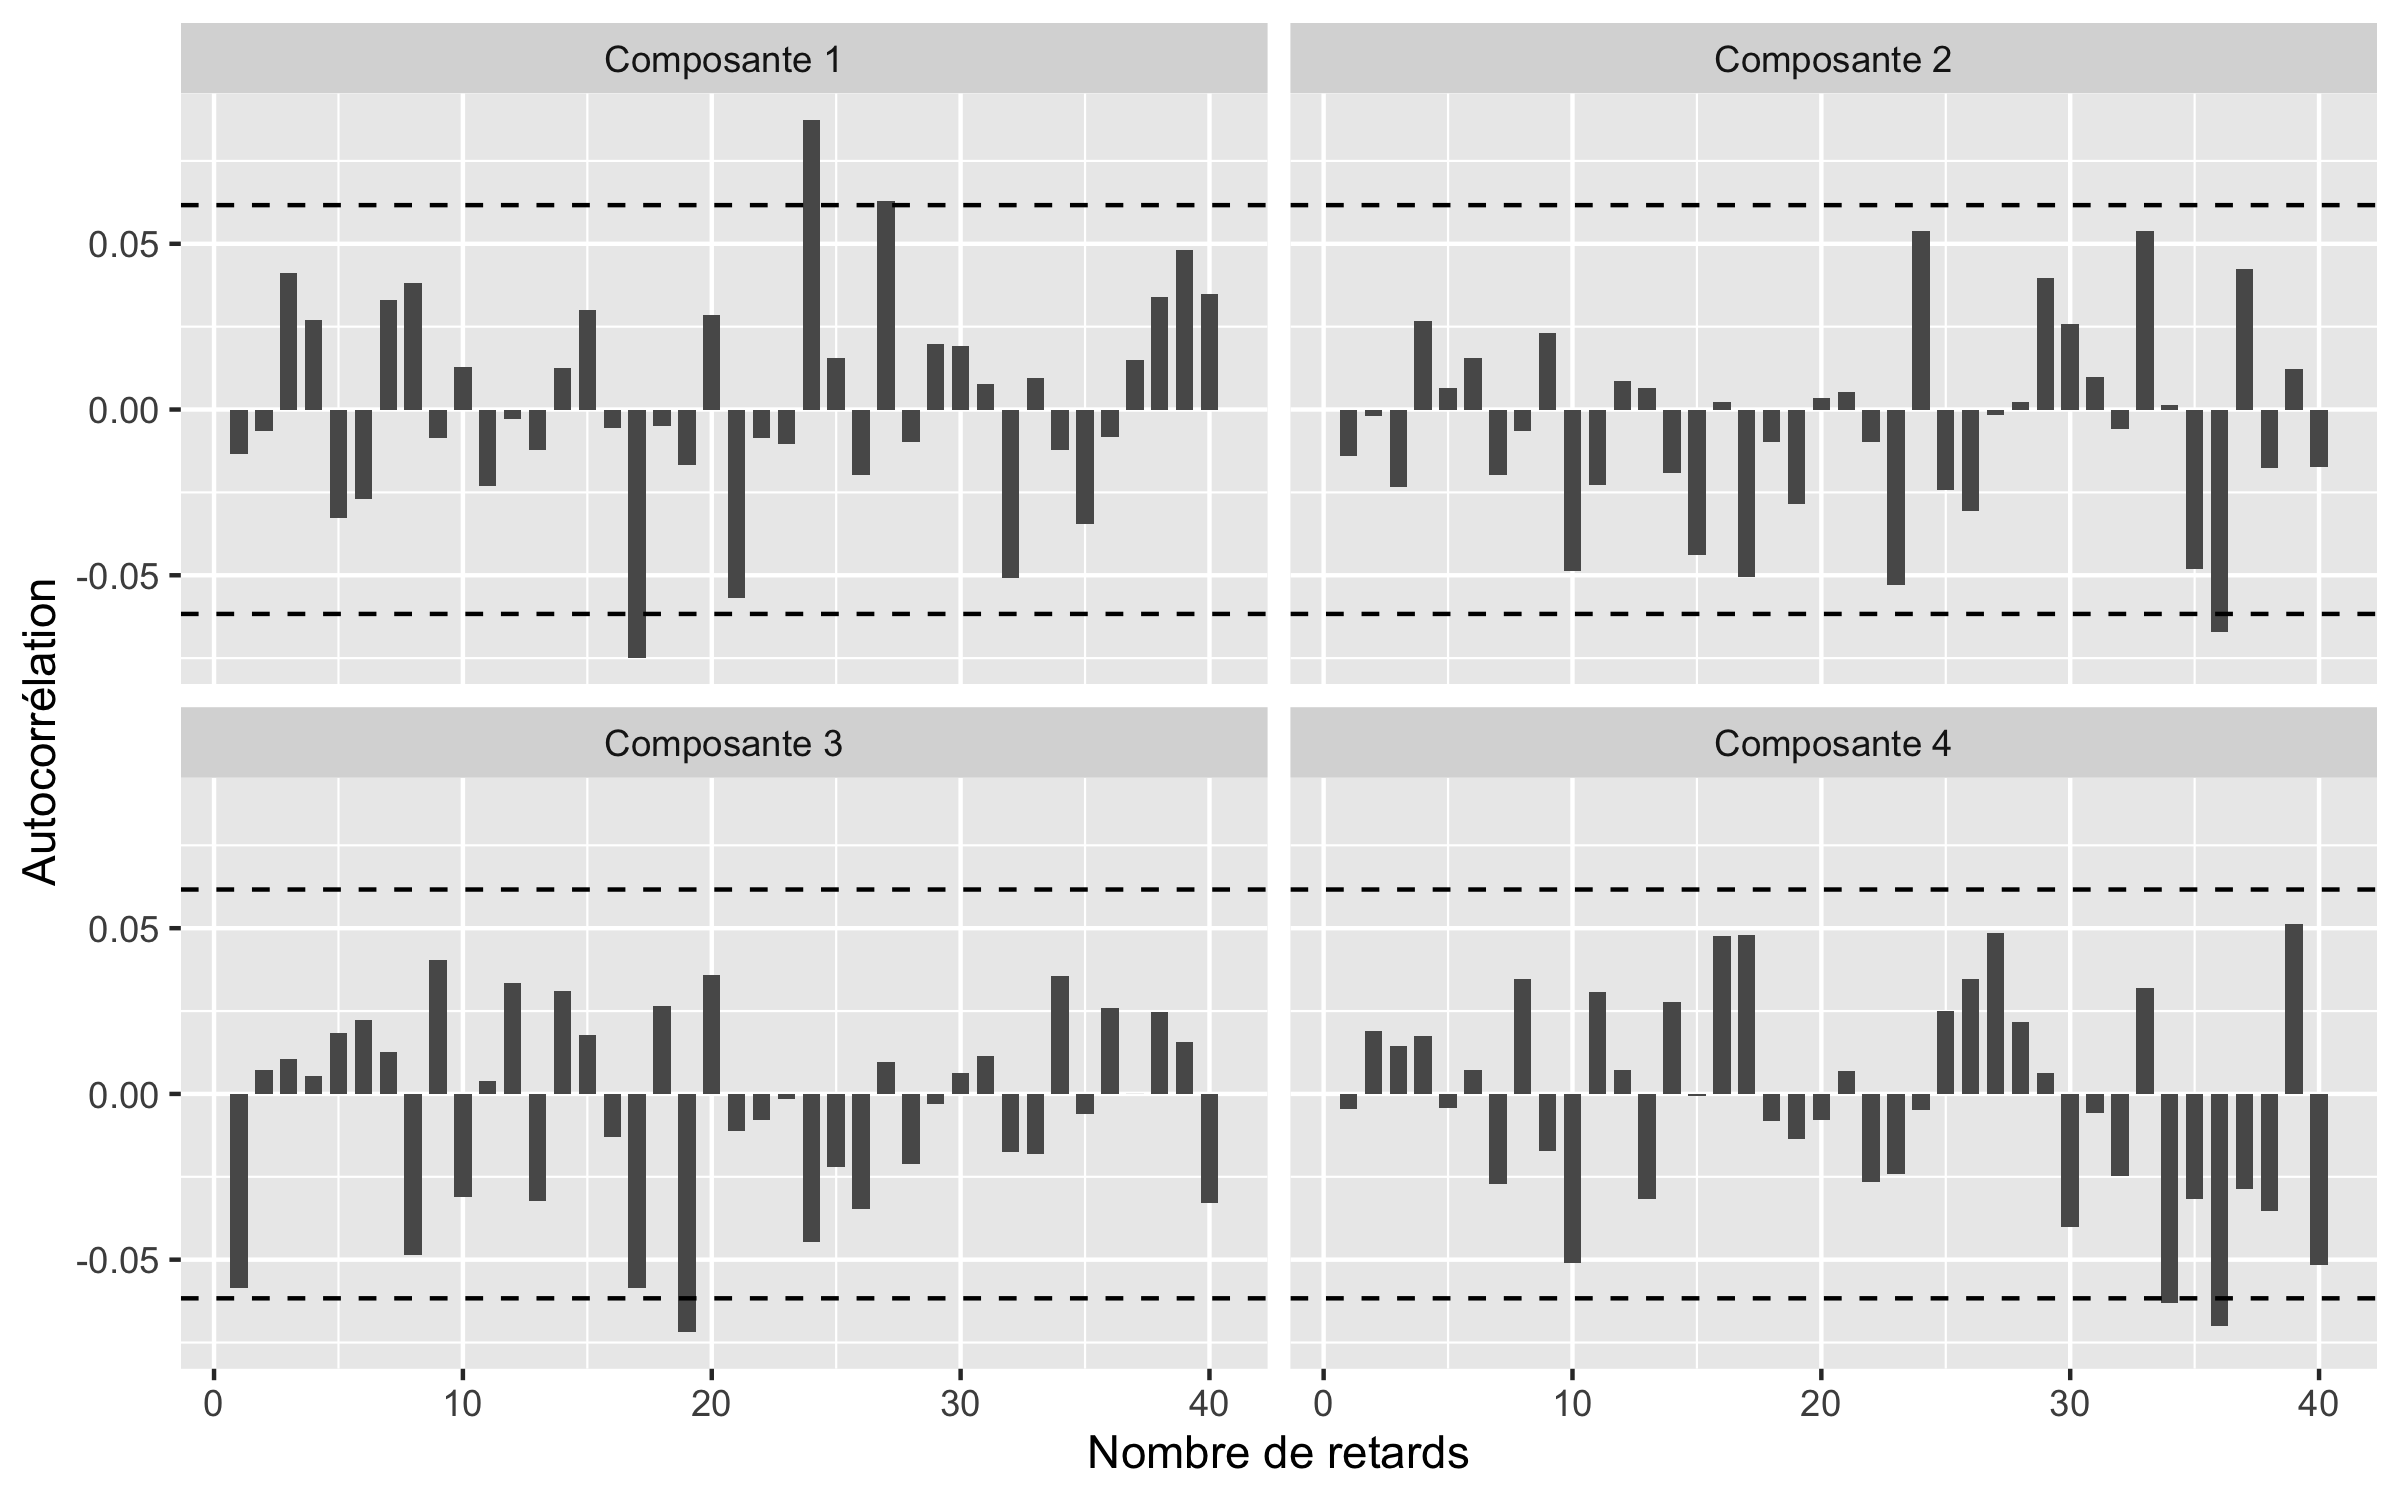 Composante 1
Composante 2
0.05
0.00
-0.05
Autocorrélation
Composante 3
Composante 4
0.05
0.00
-0.05
0 10 20 30 40
0 10 20 30 40
Nombre de retards